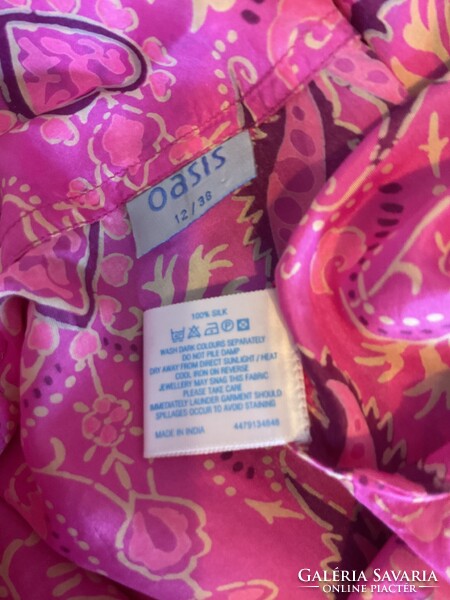 oasis
12/38
100% SILK
WASH DARK COLOURS SEPARATELY
DO NOT PILE DAMP
DRY AWAY FROM DIRECT SUNLIGHT / HEAT
COOL IRON ON REVERSE
JEWELLERY MAY SNAG THIS FABRIC
PLEASE TAKE CARE
IMMEDIATELY LAUNDER GARMENT SHOULD
SPILLAGES OCCUR TO AVOID STAINING
MADE IN INDIA 4479134846
GALÉRIA SAVARIA
ONLINE PIACTÉR